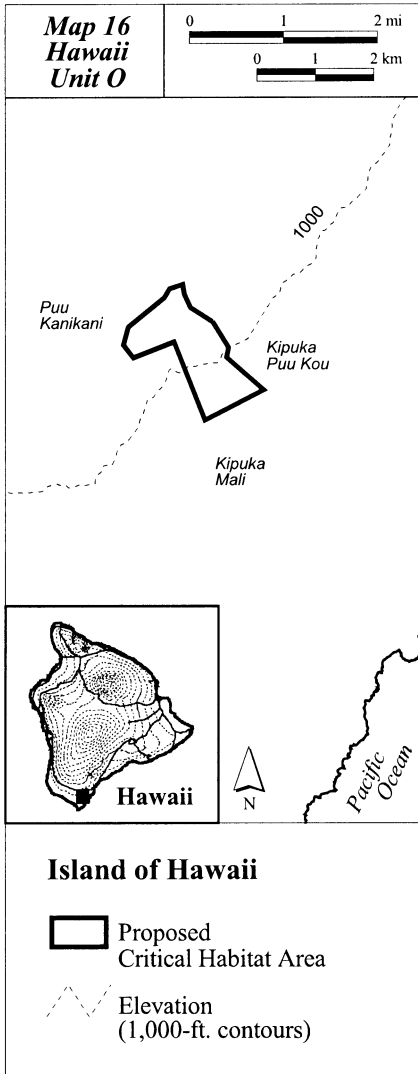 Map 16
Hawaii
Unit O
0 1 2 mi
0 1 2 km
1000
Puu
Kanikani
Kipuka
Puu Kou
Kipuka
Mali
Hawaii
N
Pacific
Ocean
Island of Hawaii
Proposed
Critical Habitat Area
Elevation
(1,000-ft. contours)